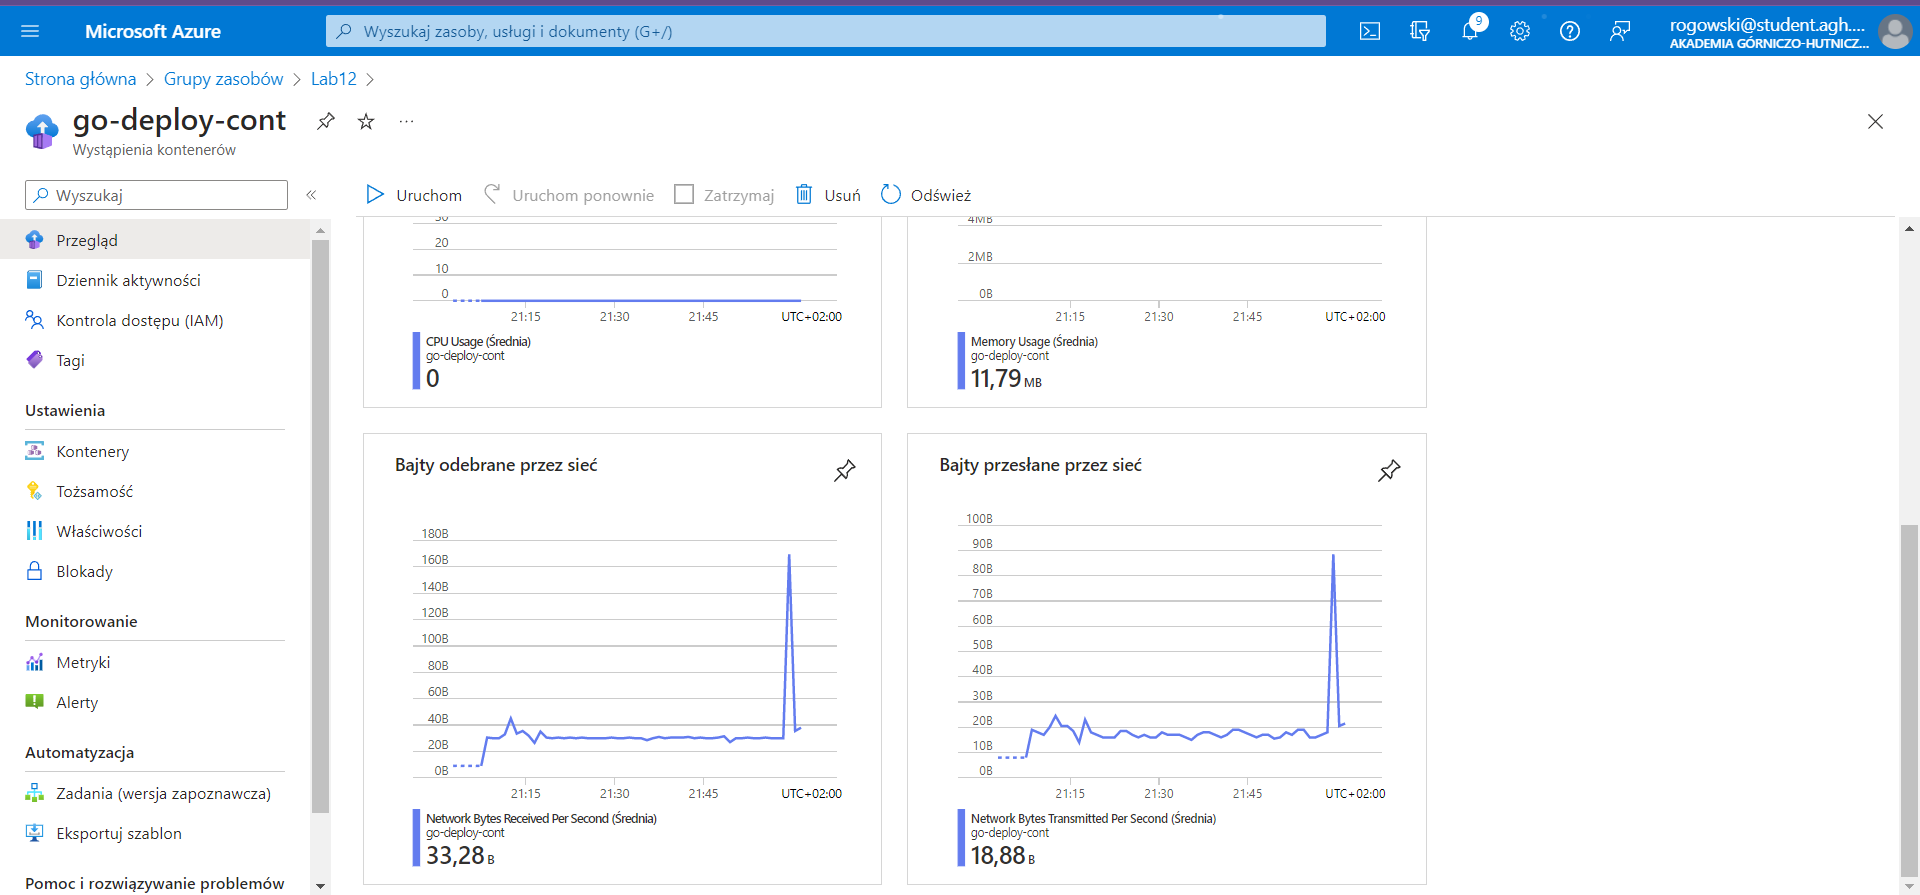 Microsoft Azure
Wyszukaj zasoby, usługi i dokumenty (G+/)
9
rogowski@student.agh....
AKADEMIA GÓRNICZO-HUTNICZ...
Strona główna > Grupy zasobów > Lab12 >
go-deploy-cont
Wystąpienia kontenerów
Wyszukaj
Uruchom
Uruchom ponownie
Zatrzymaj
Usuń
Odśwież
Przegląd
Dziennik aktywności
Kontrola dostępu (IAM)
Tagi
Ustawienia
Kontenery
Tożsamość
Właściwości
Blokady
Monitorowanie
Metryki
Alerty
Automatyzacja
Zadania (wersja zapoznawcza)
Eksportuj szablon
Pomoc i rozwiązywanie problemów
30
20
10
0
21:15
21:30
21:45
UTC+02:00
CPU Usage (Średnia)
go-deploy-cont
0
4MB
2MB
0B
21:15
21:30
21:45
UTC+02:00
Memory Usage (Średnia)
go-deploy-cont
11,79 MB
Bajty odebrane przez sieć
180B
160B
140B
120B
100B
80B
60B
40B
20B
0B
21:15
21:30
21:45
UTC+02:00
Network Bytes Received Per Second (Średnia)
go-deploy-cont
33,28 B
Bajty przesłane przez sieć
100B
90B
80B
70B
60B
50B
40B
30B
20B
10B
0B
21:15
21:30
21:45
UTC+02:00
Network Bytes Transmitted Per Second (Średnia)
go-deploy-cont
18,88 B